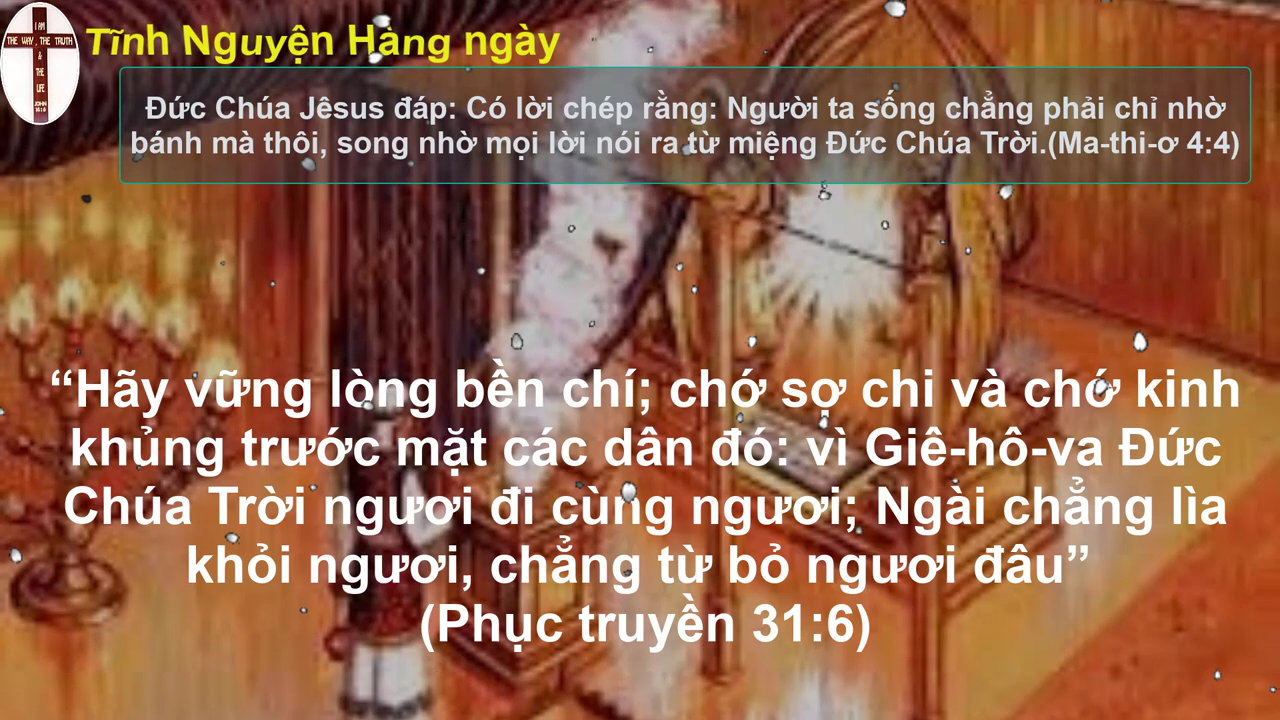 I AM
THE WAY, THE TRUTH
&
THE
LIFE
JOHN
Tĩnh Nguyện Hàng ngày
Đức Chúa Jêsus đáp: Có lời chép rằng: Người ta sống chẳng phải chỉ nhờ
bánh mà thôi, song nhờ mọi lời nói ra từ miệng Đức Chúa Trời.(Ma-thi-ơ 4:4)
“Hãy vững lòng bền chí; chớ sợ chi và chớ kinh
khủng trước mặt các dân đó: vì Giê-hô-va Đức
Chúa Trời ngươi đi cùng ngươi; Ngài chẳng lìa
khỏi ngươi, chẳng từ bỏ ngươi đâu”
(Phục truyền 31:6)